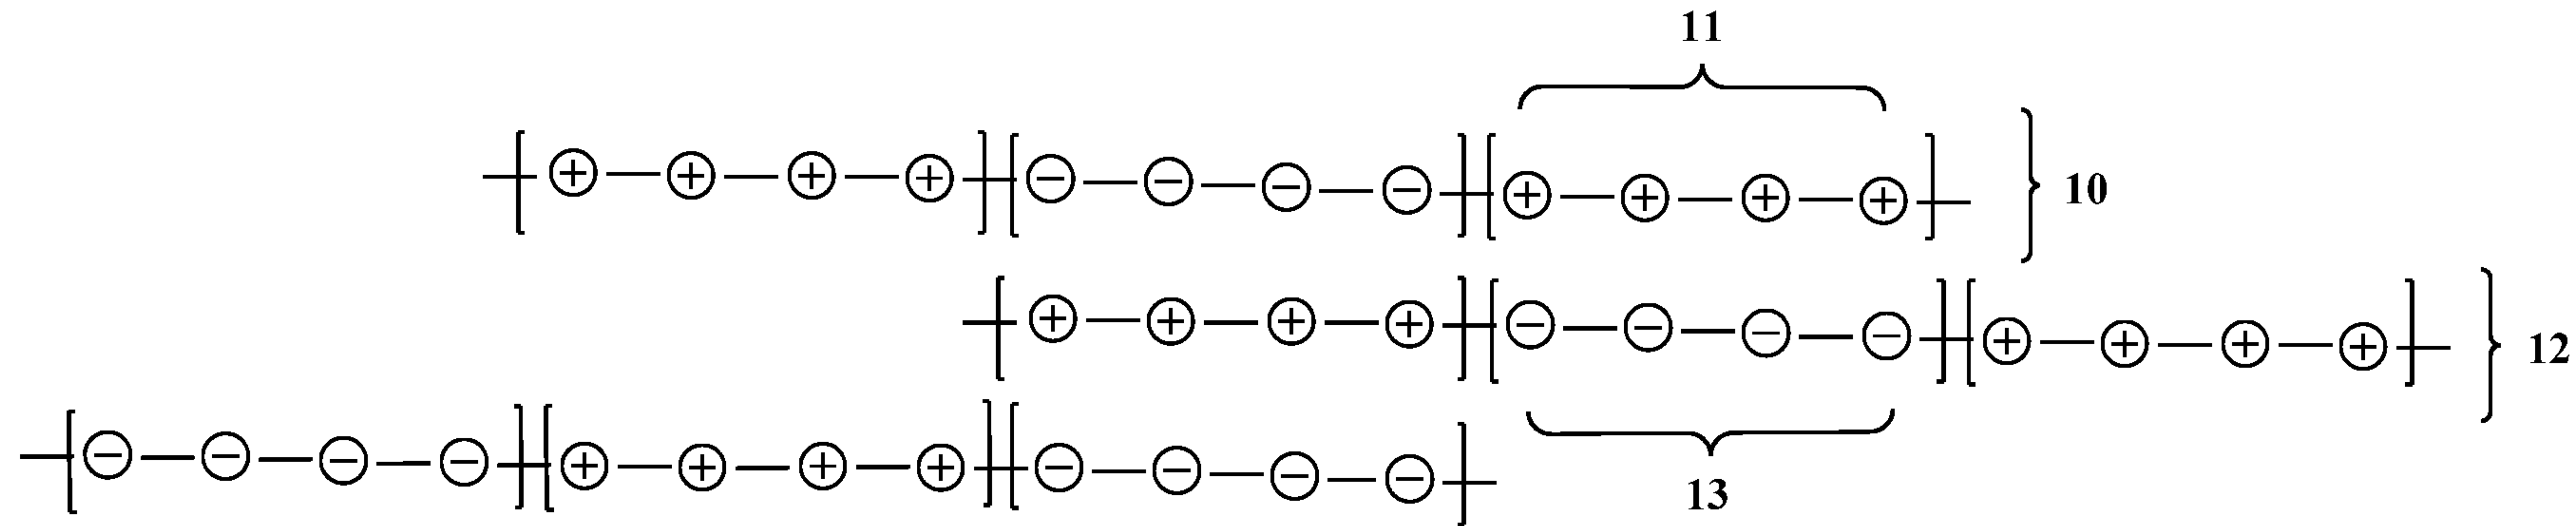 11
+ + + + − − − − + + + + 10
+ + + + − − − − + + + + 12
− − − − + + + + − − − −
13